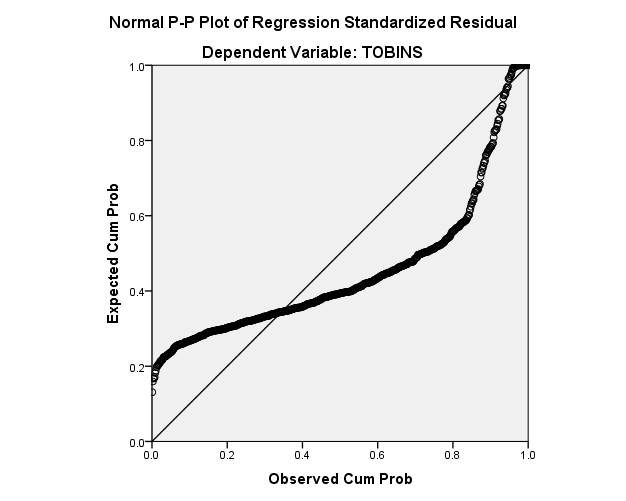 Normal P-P Plot of Regression Standardized Residual
Dependent Variable: TOBINS
1.0
0.8
0.6
0.4
0.2
0.0
Expected Cum Prob
0.0 0.2 0.4 0.6 0.8 1.0
Observed Cum Prob